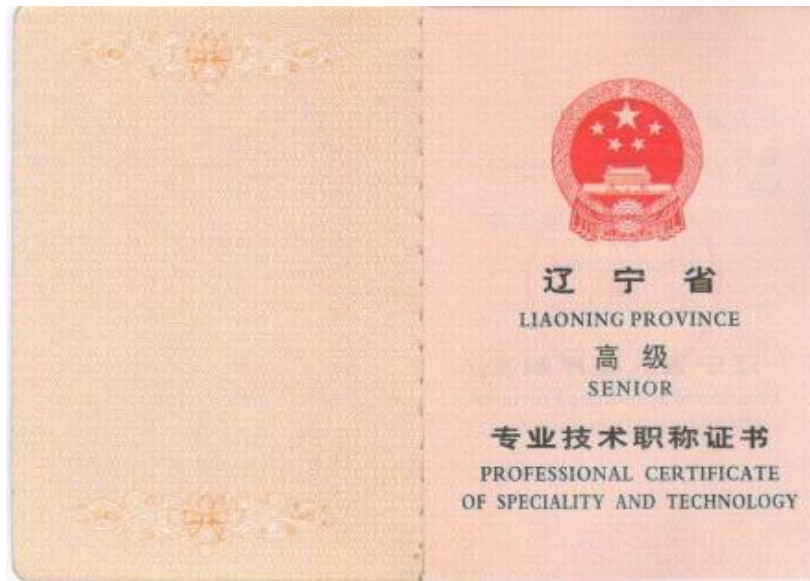 辽宁省
LIAONING PROVINCE
高级
SENIOR
专业技术职称证书
PROFESSIONAL CERTIFICATE
OF SPECIALITY AND TECHNOLOGY